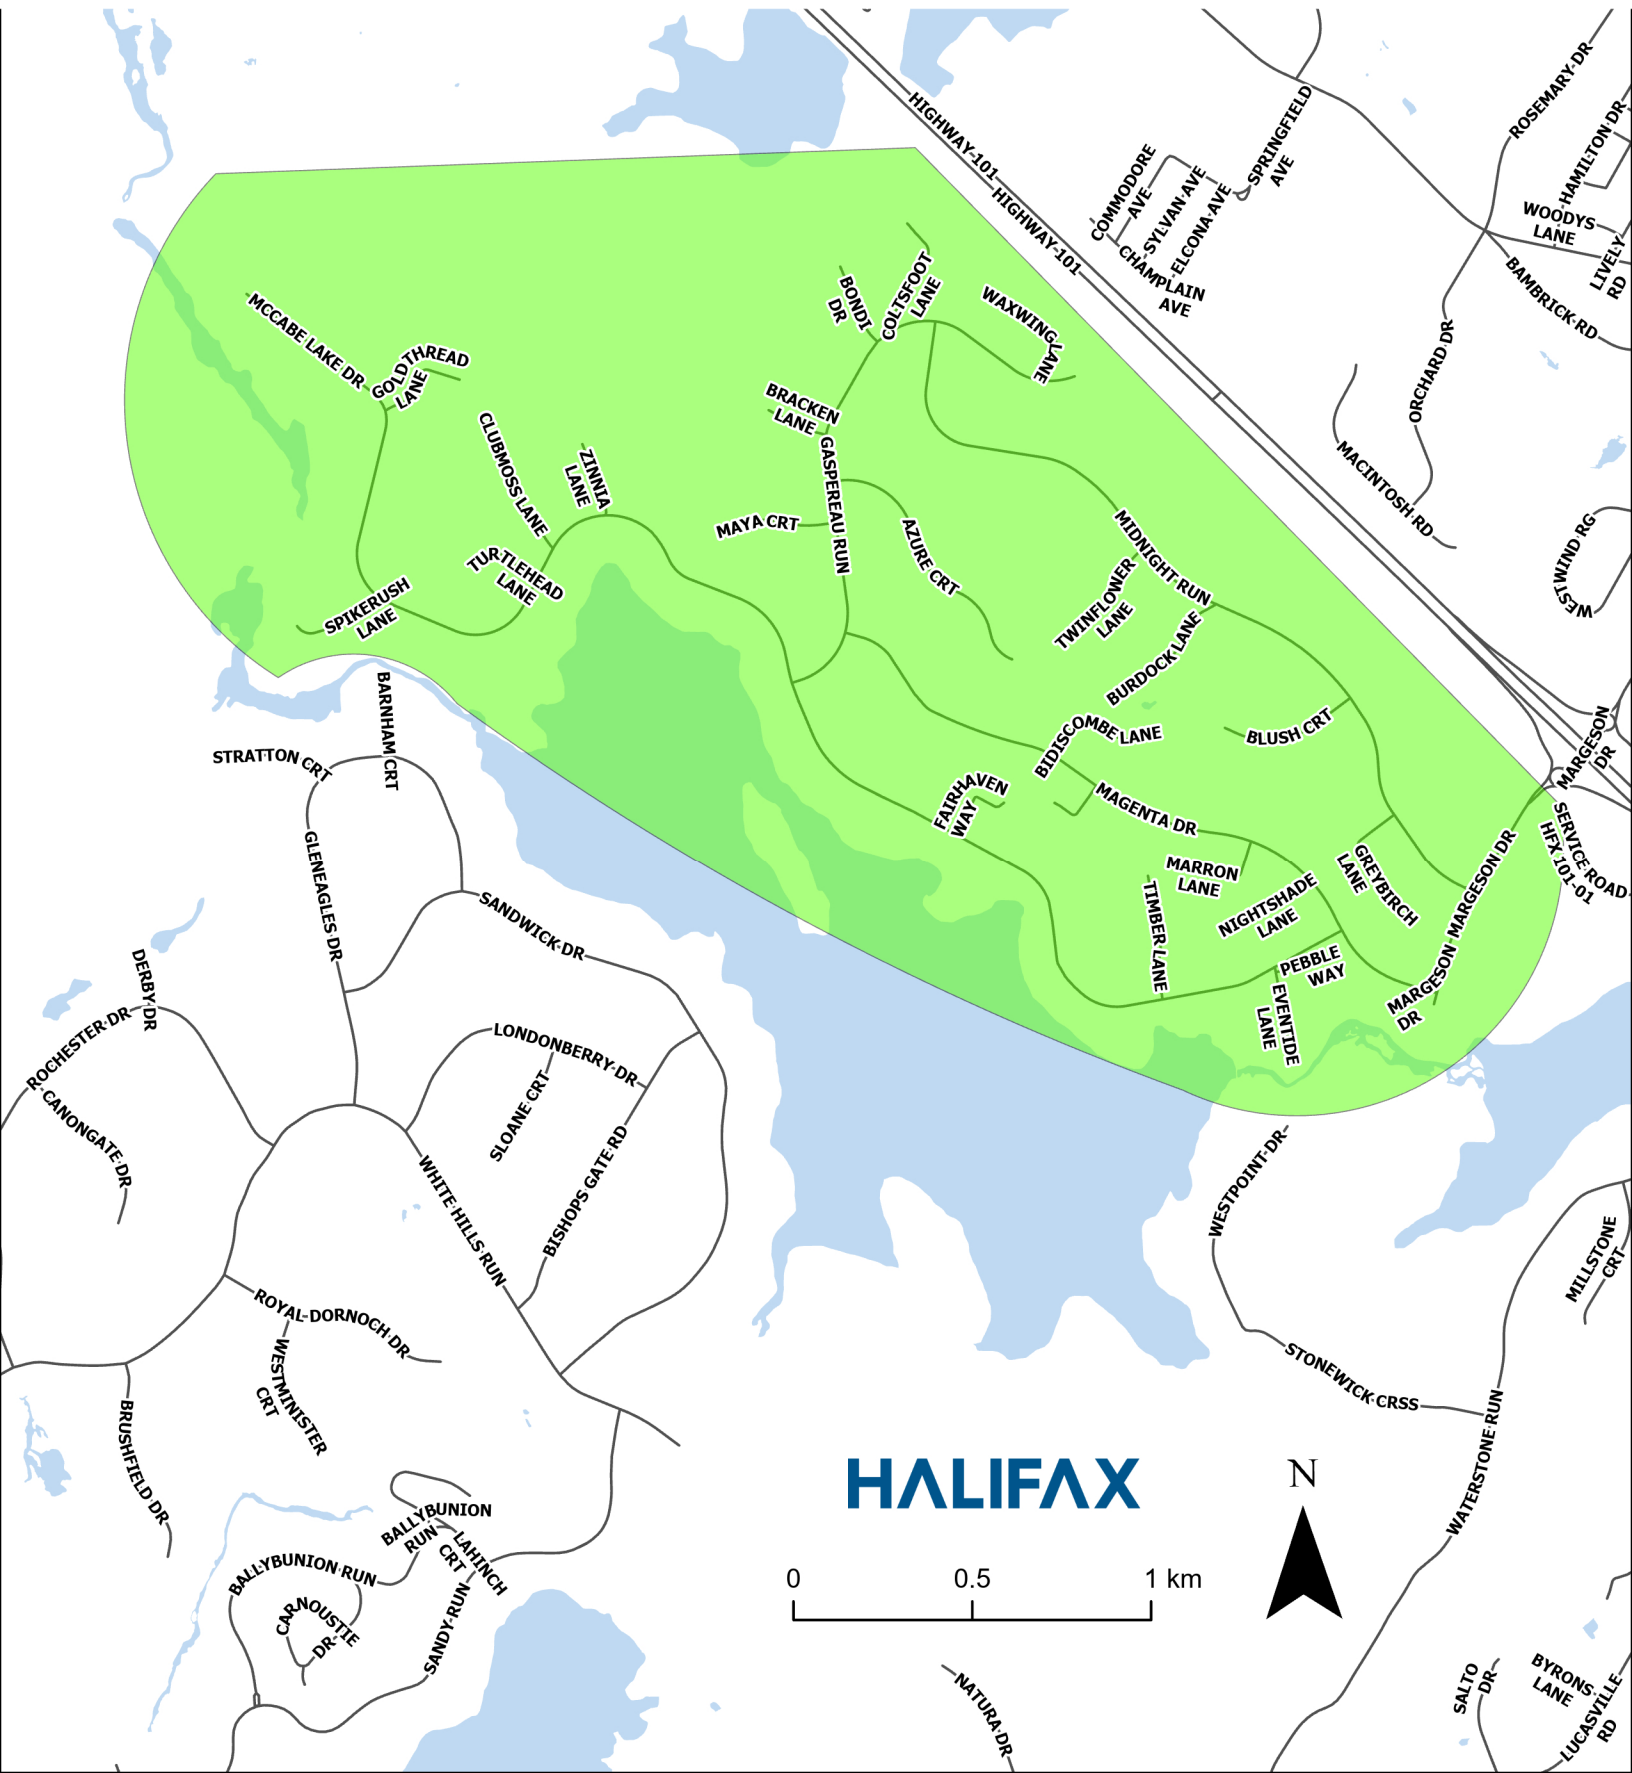 HIGHWAY 101
HIGHWAY 101
SPRINGFIELD
AVE
COMMODORE
AVE
SYLVAN AVE
ELCONA AVE
CHAMPLAIN
AVE
ROSEMARY DR
HAMILTON DR
WOODYS
LANE
LIVELY
RD
BAMBRICK RD
ORCHARD DR
MACINTOSH RD
WESTWIND RG
MCCABE LAKE DR
GOLDTHREAD
LANE
BONDI
DR
COLTSFOOT
LANE
WAXWING LANE
BRACKEN
LANE
CLUBMOSS LANE
ZINNIA
LANE
GASPEREAU RUN
MAYA CRT
AZURE CRT
MIDNIGHT RUN
TURTLEHEAD
LANE
SPIKERUSH
LANE
TWINFLOWER
LANE
BURDOCK LANE
BIDISCOMBE LANE
BLUSH CRT
MARGESON
DR
BARNHAM CRT
STRATTON CRT
FAIRHAVEN
WAY
MAGENTA DR
SERVICE ROAD
HFX 101-01
GLENEAGLES DR
MARRON
LANE
GREYBIRCH
LANE
MARGESON DR
MARGESON
DR
NIGHTSHADE
LANE
TIMBER LANE
PEBBLE
WAY
EVENTIDE
LANE
SANDWICK DR
DERBY DR
ROCHESTER DR
CANONGATE DR
LONDONBERRY DR
SLOANE CRT
BISHOPS GATE RD
WHITE HILLS RUN
WESTPOINT DR
MILLSTONE
CRT
ROYAL DORNOCH DR
WESTMINISTER
CRT
STONEWICK CRSS
BRUSHFIELD DR
WATERSTONE RUN
HALIFAX
N
0 0.5 1 km
BALLYBUNION
RUN
LAHINCH
CRT
BALLYBUNION RUN
CARNOUSTIE
DR
SANDY RUN
NATURA DR
SALTO
DR
BYRONS
LANE
LUCASVILLE
RD